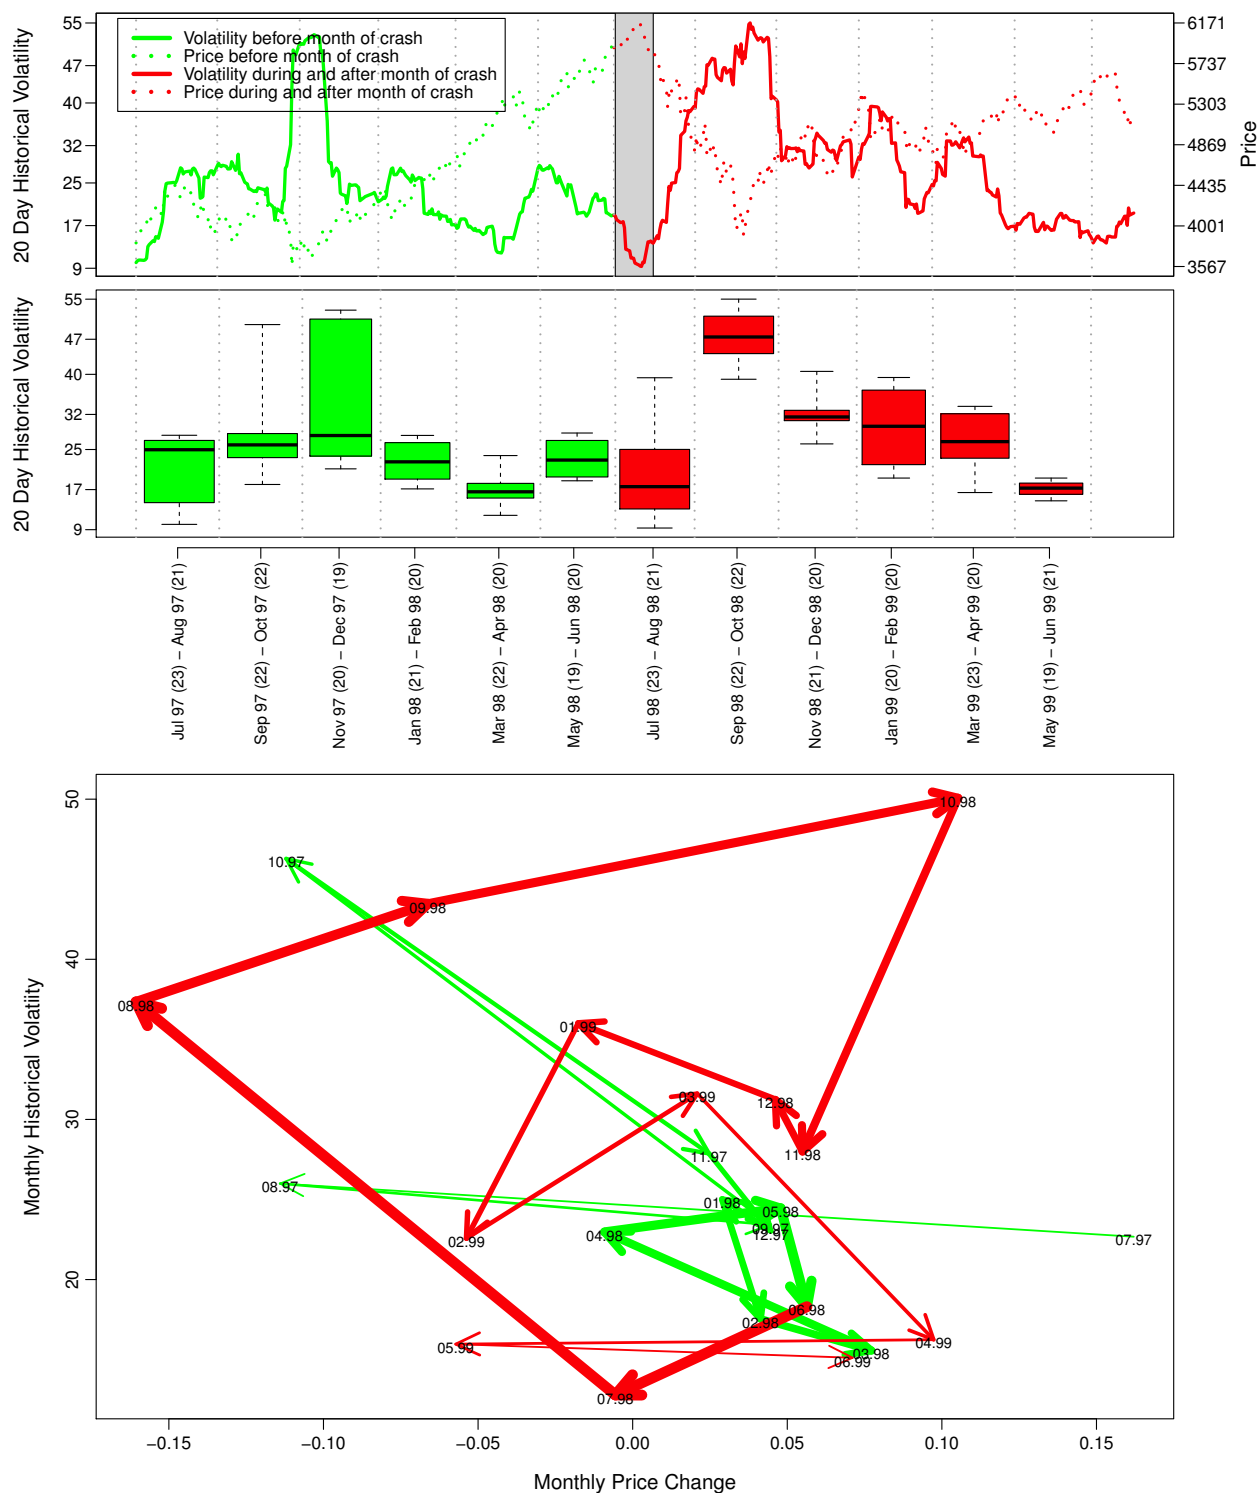 55
47
40
32
25
17
9
20 Day Historical Volatility
Volatility before month of crash
Price before month of crash
Volatility during and after month of crash
Price during and after month of crash
6171
5737
5303
4869
4435
4001
3567
Price
55
47
40
32
25
17
9
20 Day Historical Volatility
Jul 97 (23) − Aug 97 (21)
Sep 97 (22) − Oct 97 (22)
Nov 97 (20) − Dec 97 (19)
Jan 98 (21) − Feb 98 (20)
Mar 98 (22) − Apr 98 (20)
May 98 (19) − Jun 98 (20)
Jul 98 (23) − Aug 98 (21)
Sep 98 (22) − Oct 98 (22)
Nov 98 (21) − Dec 98 (20)
Jan 99 (20) − Feb 99 (20)
Mar 99 (23) − Apr 99 (20)
May 99 (19) − Jun 99 (21)
50
40
30
20
Monthly Historical Volatiity
10.98
10.97
09.98
08.98
01.99
03.99
12.98
11.98
11.97
08.97
01.98
05.98
09.97
12.97
04.98
07.97
02.99
06.98
02.98
04.99
05.99
03.98
06.99
07.98
−0.15
−0.10
−0.05
0.00
0.05
0.10
0.15
Monthly Price Change